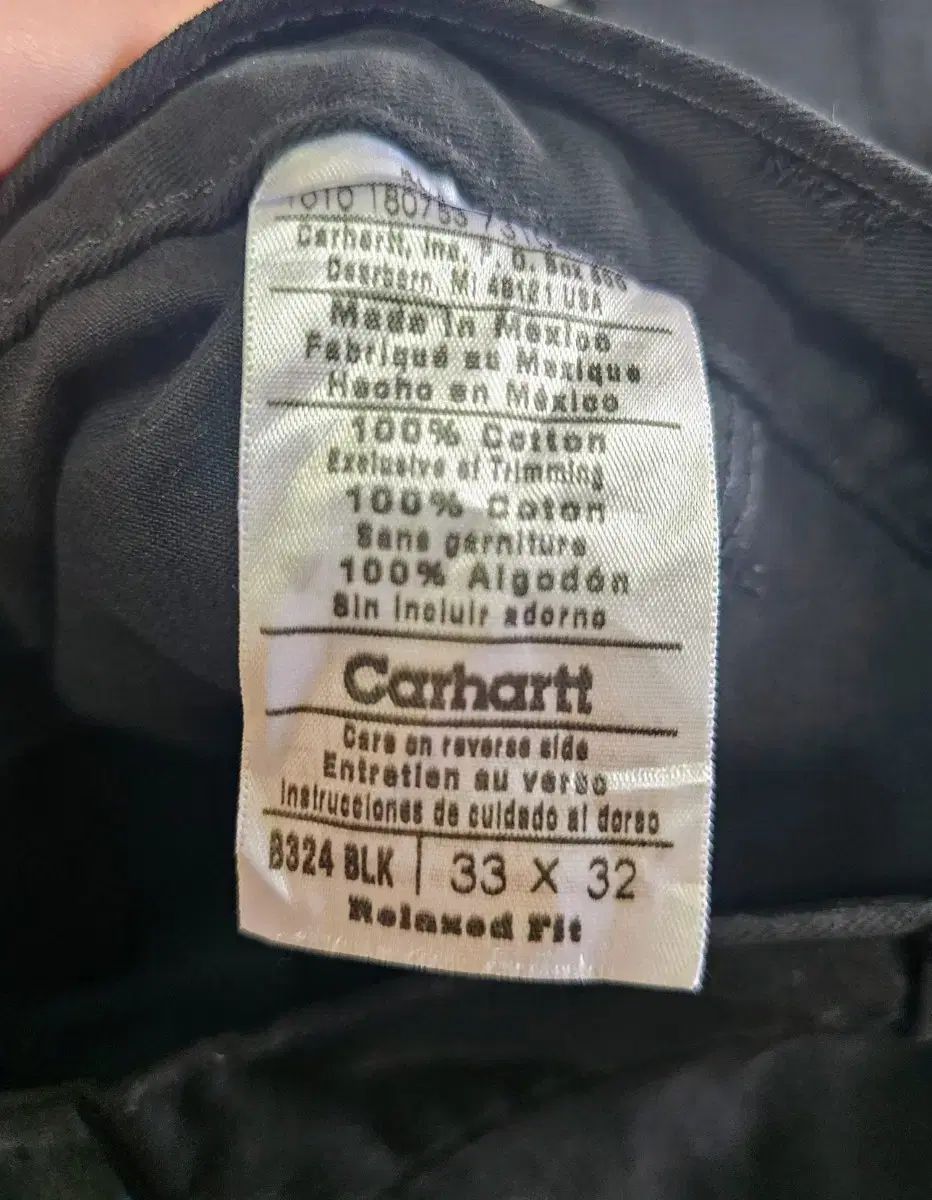 Carhartt, Inc. P. O. Box 600
Dearborn, MI 48121 USA
Made in Mexico
Fabriqué au Mexique
Hecho en México
100% Cotton
Exclusive of Trimming
100% Coton
Sans garniture
100% Algodón
Sin incluir adorno
Carhartt
Care on reverse side
Entretien au verso
Instrucciones de cuidado al dorso
B324 BLK | 33 X 32
Relaxed Fit